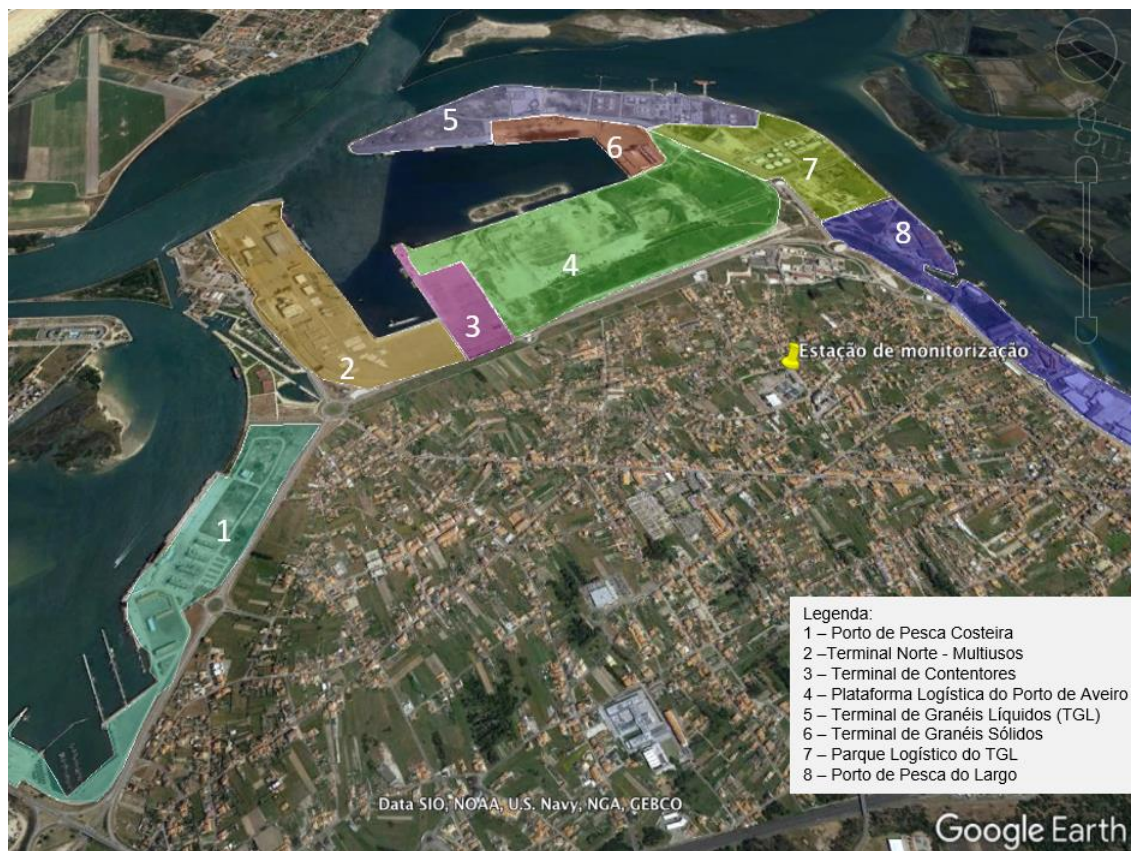 5
6
7
8
4
3
2
Estação de monitorização
1
Legenda:
1 – Porto de Pesca Costeira
2 –Terminal Norte - Multiusos
3 – Terminal de Contentores
4 – Plataforma Logística do Porto de Aveiro
5 – Terminal de Granéis Líquidos (TGL)
6 – Terminal de Granéis Sólidos
7 – Parque Logístico do TGL
8 – Porto de Pesca do Largo
Data SIO, NOAA, U.S. Navy, NGA, GEBCO
Google Earth